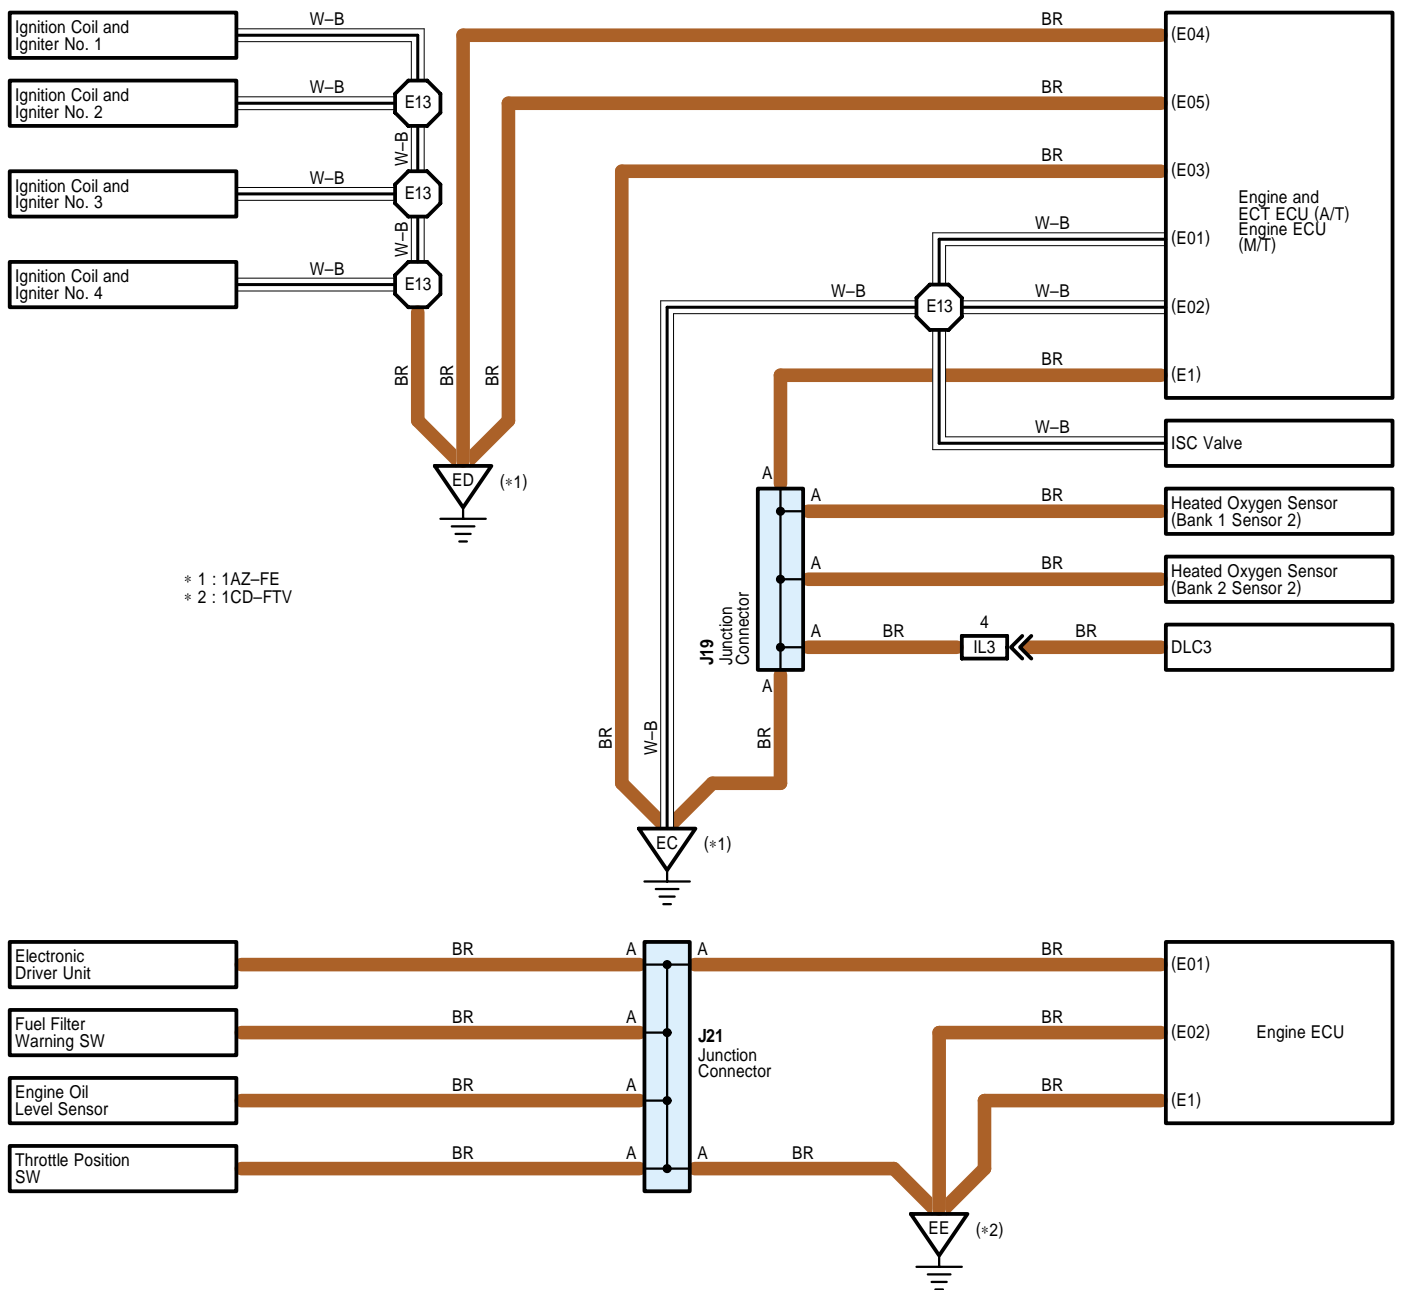 Ignition Coil and
Igniter No. 1
W–B
BR
(E04)
Ignition Coil and
Igniter No. 2
W–B
E13
BR
(E05)
W–B
BR
(E03)
Ignition Coil and
Igniter No. 3
W–B
E13
Engine and
ECT ECU (A/T)
Engine ECU
(M/T)
W–B
W–B
(E01)
Ignition Coil and
Igniter No. 4
W–B
E13
W–B
E13
W–B
(E02)
BR
BR
BR
BR
(E1)
W–B
ISC Valve
ED
(∗1)
A
A
BR
Heated Oxygen Sensor
(Bank 1 Sensor 2)
∗ 1 : 1AZ–FE
∗ 2 : 1CD–FTV
A
BR
Heated Oxygen Sensor
(Bank 2 Sensor 2)
J19
Junction
Connector
A
BR
4
IL3
BR
DLC3
A
BR
W–B
BR
EC
(∗1)
Electronic
Driver Unit
BR
A
A
BR
(E01)
Fuel Filter
Warning SW
BR
A
J21
Junction
Connector
BR
(E02)
Engine ECU
Engine Oil
Level Sensor
BR
A
BR
(E1)
Throttle Position
SW
BR
A
A
BR
EE
(∗2)